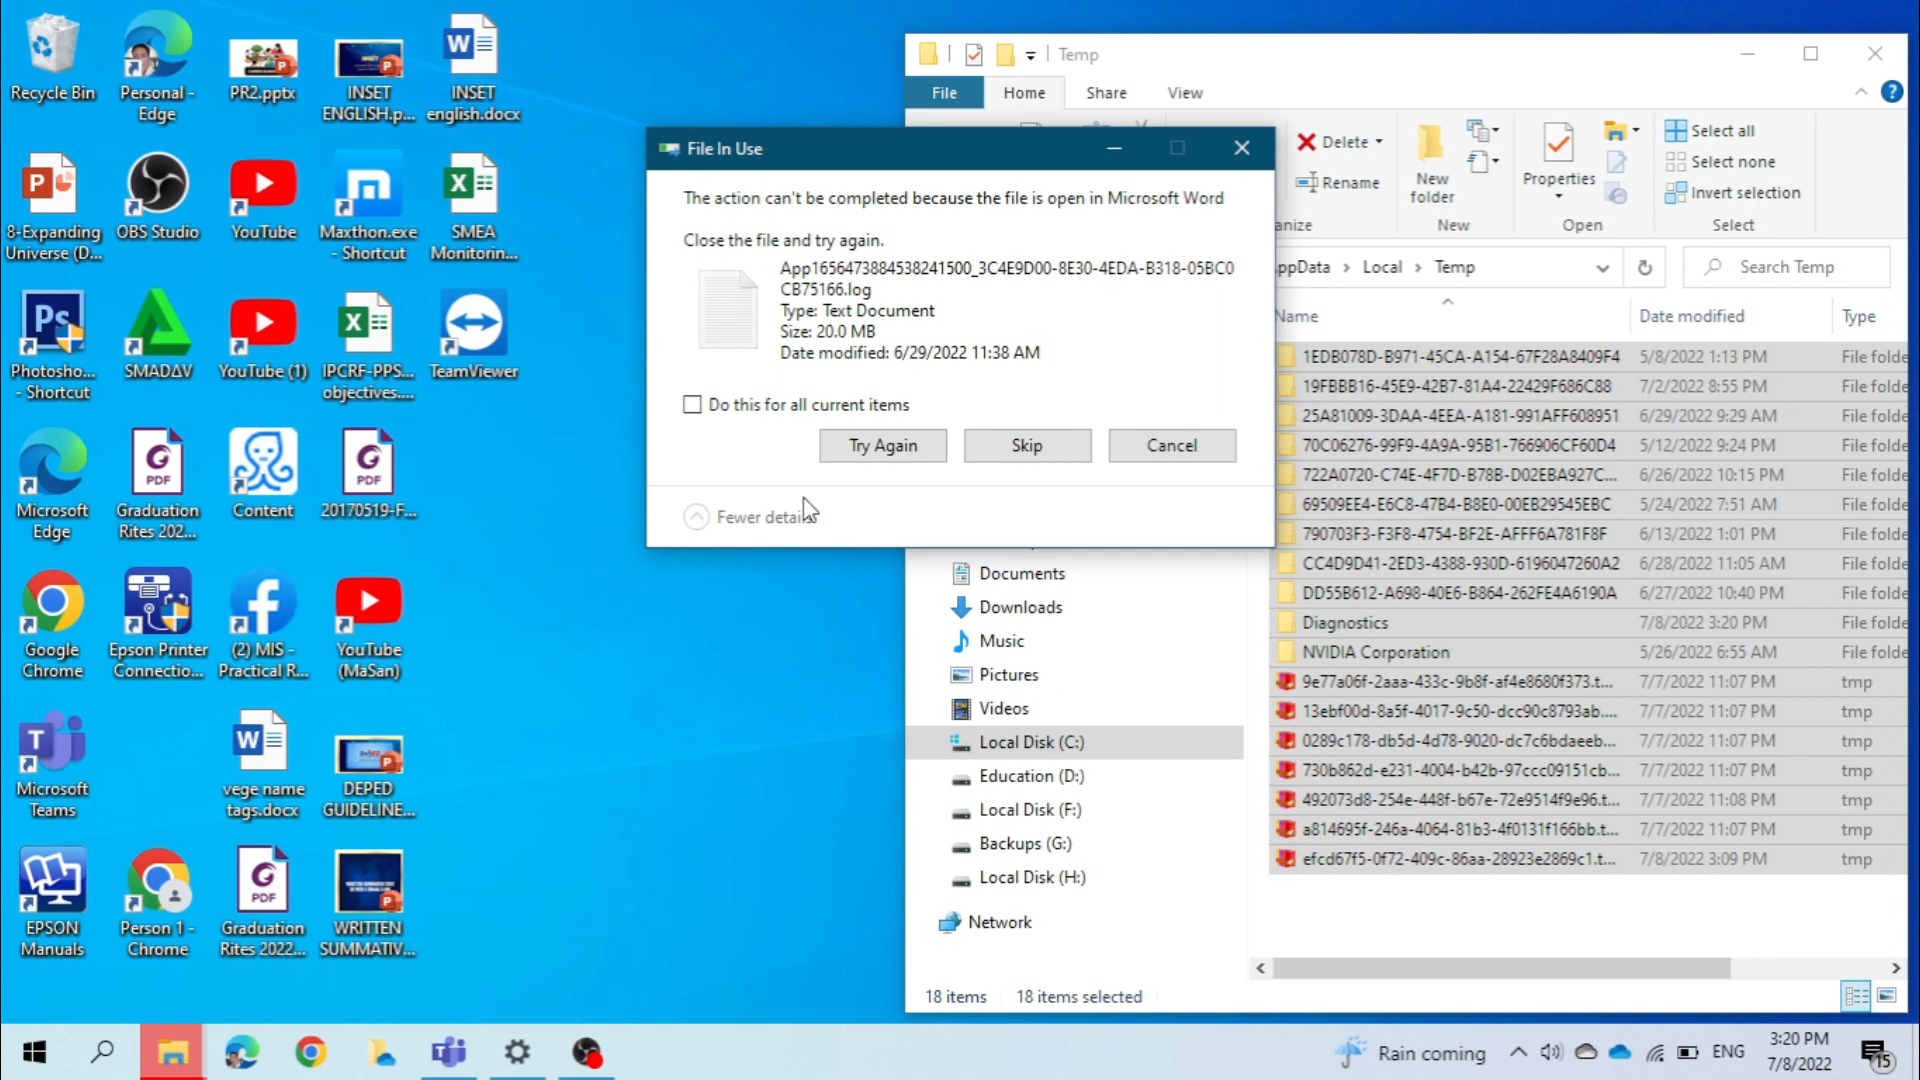 Recycle Bin
Personal -
Edge
PR2.pptx
INSET
ENGLISH.p...
INSET
english.docx
8-Expanding
Universe (D...
OBS Studio
YouTube
Maxthon.exe
- Shortcut
SMEA
Monitorin...
Photosho...
- Shortcut
SMADΔV
YouTube (1)
IPCRF-PPS...
objectives....
TeamViewer
Microsoft
Edge
Graduation
Rites 202...
Content
20170519-F...
Google
Chrome
Epson Printer
Connectio...
(2) MIS -
Practical R...
YouTube
(MaSan)
Microsoft
Teams
vege name
tags.docx
DEPED
GUIDELINE...
EPSON
Manuals
Person 1 -
Chrome
Graduation
Rites 2022...
WRITTEN
SUMMATIV...
Temp
File
Home
Share
View
Delete
Rename
New
folder
New
Properties
Open
Select all
Select none
Invert selection
Select
Local
Temp
Search Temp
Name
Date modified
Type
File In Use
The action can't be completed because the file is open in Microsoft Word
Close the file and try again.
App1656473884538241500_3C4E9D00-8E30-4EDA-B318-05BC0
CB75166.log
Type: Text Document
Size: 20.0 MB
Date modified: 6/29/2022 11:38 AM
Do this for all current items
Try Again
Skip
Cancel
Fewer details
1EDB078D-B971-45CA-A154-67F28A8409F4 5/8/2022 1:13 PM File folde
19FBBB16-45E9-42B7-81A4-22429F686C88 7/2/2022 8:55 PM File folde
25A81009-3DAA-4EEA-A181-991AFF608951 6/29/2022 9:29 AM File folde
70C06276-99F9-4A9A-95B1-766906CF60D4 5/12/2022 9:24 PM File folde
722A0720-C74E-4F7D-B78B-D02EBA927C... 6/26/2022 10:15 PM File folde
69509EE4-E6C8-47B4-B8E0-00EB29545EBC 5/24/2022 7:51 AM File folde
790703F3-F3F8-4754-BF2E-AFFF6A781F8F 6/13/2022 1:01 PM File folde
CC4D9D41-2ED3-4388-930D-6196047260A2 6/28/2022 11:05 AM File folde
DD55B612-A698-40E6-B864-262FE4A6190A 6/27/2022 10:40 PM File folde
Diagnostics 7/8/2022 3:20 PM File folde
NVIDIA Corporation 5/26/2022 6:55 AM File folde
9e77a06f-2aaa-433c-9b8f-af4e8680f373.t... 7/7/2022 11:07 PM tmp
13ebf00d-8a5f-4017-9c50-dcc90c8793ab.... 7/7/2022 11:07 PM tmp
0289c178-db5d-4d78-9020-dc7c6bdaeeb... 7/7/2022 11:07 PM tmp
730b862d-e231-4004-b42b-97ccc09151cb... 7/7/2022 11:07 PM tmp
492073d8-254e-448f-b67e-72e9514f9e96.t... 7/7/2022 11:08 PM tmp
a814695f-246a-4064-81b3-4f0131f166bb.t... 7/7/2022 11:07 PM tmp
efcd67f5-0f72-409c-86aa-28923e2869c1.t... 7/8/2022 3:09 PM tmp
Documents
Downloads
Music
Pictures
Videos
Local Disk (C:)
Education (D:)
Local Disk (F:)
Backups (G:)
Local Disk (H:)
Network
18 items
18 items selected
Rain coming
ENG
3:20 PM
7/8/2022
15